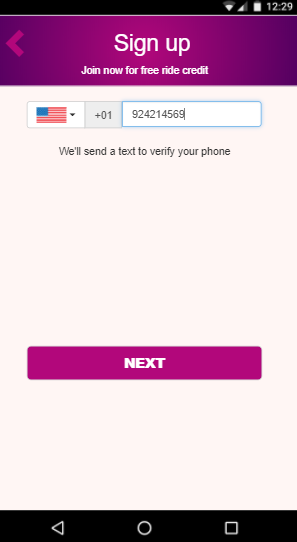 12:29
Sign up
Join now for free ride credit
+01 924214569
We'll send a text to verify your phone
NEXT